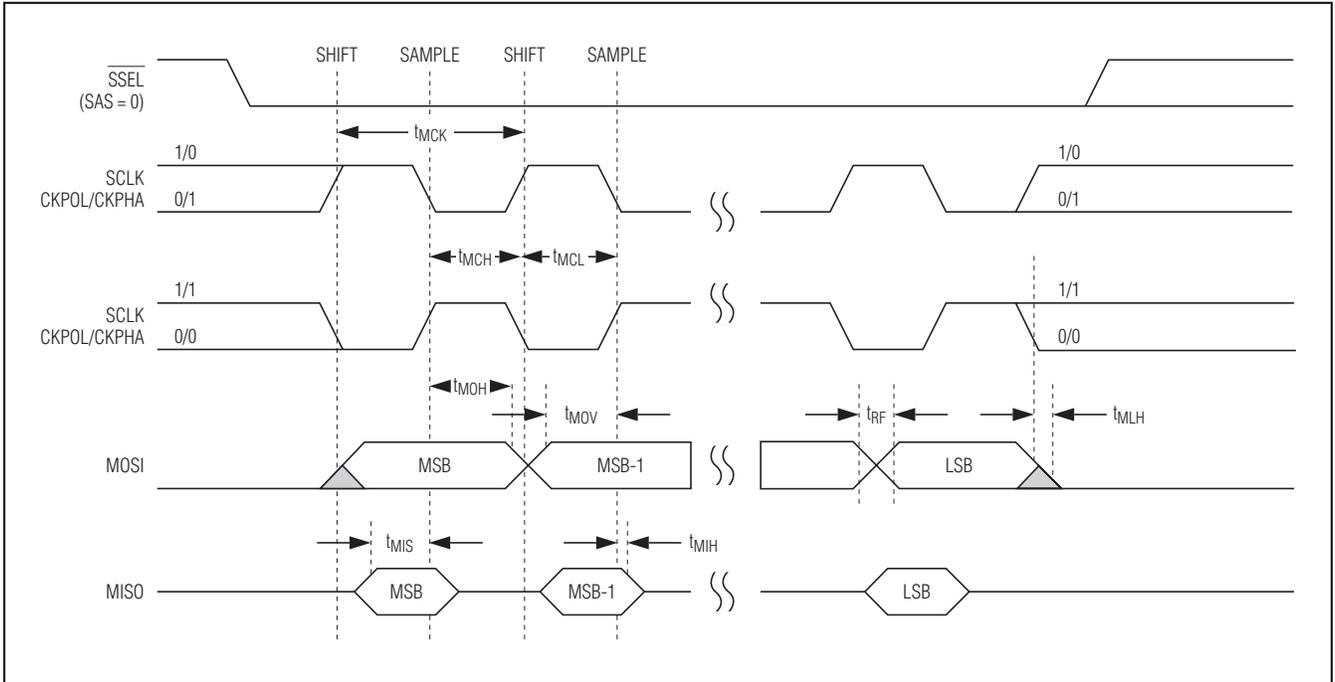 SHIFT SAMPLE SHIFT SAMPLE
SSEL
(SAS = 0)
tMCK
1/0 1/0
SCLK
CKPOL/CKPHA 0/1 0/1
tMCH tMCL
1/1 1/1
SCLK
CKPOL/CKPHA 0/0 0/0
tMOH
tMOV tRF tMLH
MOSI MSB MSB-1 LSB
tMIS tMIH
MISO MSB MSB-1 LSB